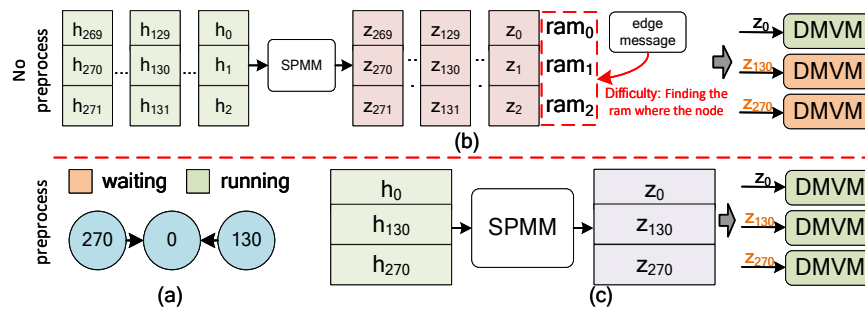 No preprocess
h269 h129 h0
h270 ... h130 ... h1
h271 h131 h2
SPMM
z269 z129 z0
z270 ... z130 ... z1
z271 z131 z2
ram0
ram1
ram2
edge message
Difficulty: Finding the
ram where the node
z0 DMVM
z130 DMVM
z270 DMVM
(b)
preprocess
waiting running
270 0 130
(a)
h0
h130
h270
SPMM
z0
z130
z270
(c)
z0 DMVM
z130 DMVM
z270 DMVM